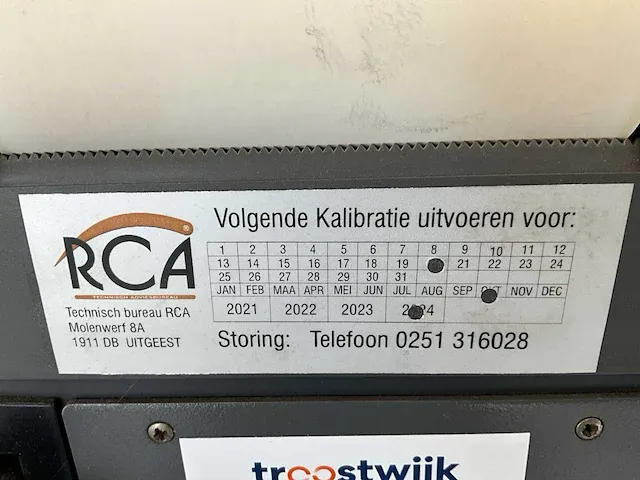 Volgende Kalibratie uitvoeren voor:
RCA
®
TECHNISCH ADVIESBUREAU
Technisch bureau RCA
Molenwerf 8A
1911 DB UITGEEST
1 2 3 4 5 6 7 8 9 10 11 12
13 14 15 16 17 18 19 21 22 23 24
25 26 27 28 29 30 31
JAN FEB MAA APR MEI JUN JUL AUG SEP OKT NOV DEC
2021 2022 2023 2024
Storing: Telefoon 0251 316028
troostwijk